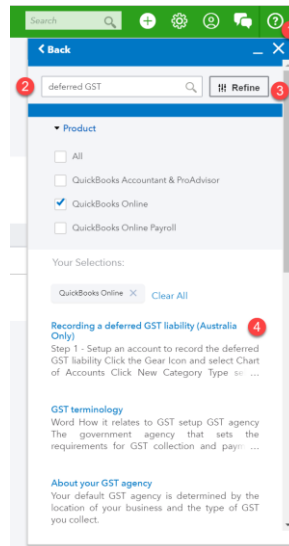 Search
?
1
< Back
2
deferred GST
Refine
3
Product
All
QuickBooks Accountant & ProAdvisor
QuickBooks Online
QuickBooks Online Payroll
Your Selections:
QuickBooks Online ×
Clear All
Recording a deferred GST liability (Australia
Only)
4
Step 1 - Setup an account to record the deferred
GST liability Click the Gear Icon and select Chart
of Accounts Click New Category Type se ...
GST terminology
Word How it relates to GST setup GST agency
The government agency that sets the
requirements for GST collection and paym ...
About your GST agency
Your default GST agency is determined by the
location of your business and the type of GST
you collect.